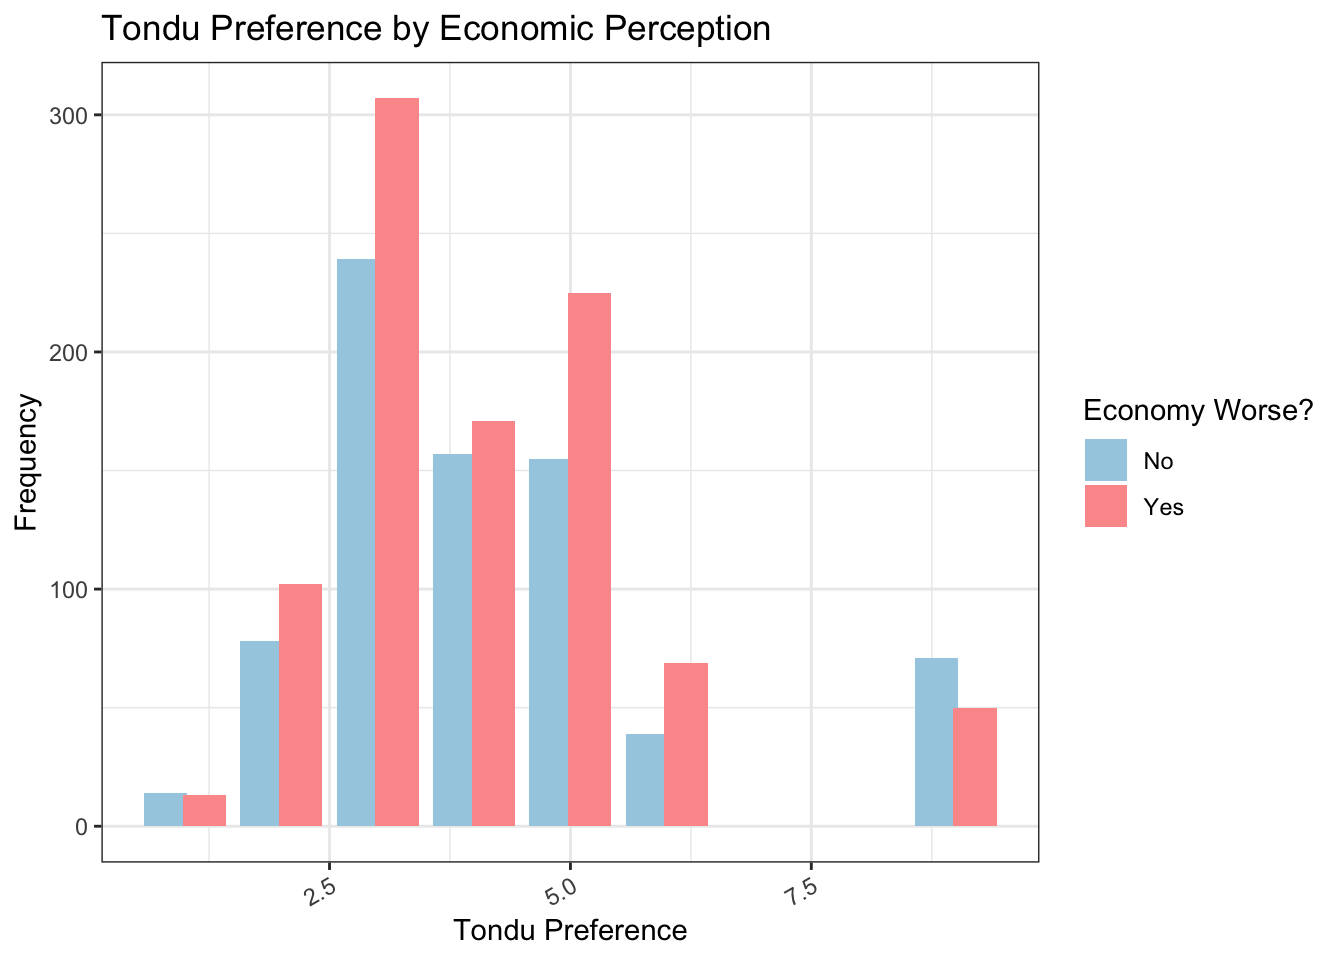 Tondu Preference by Economic Perception
300
200
100
0
Frequency
2.5
5.0
7.5
Tondu Preference
Economy Worse?
No
Yes